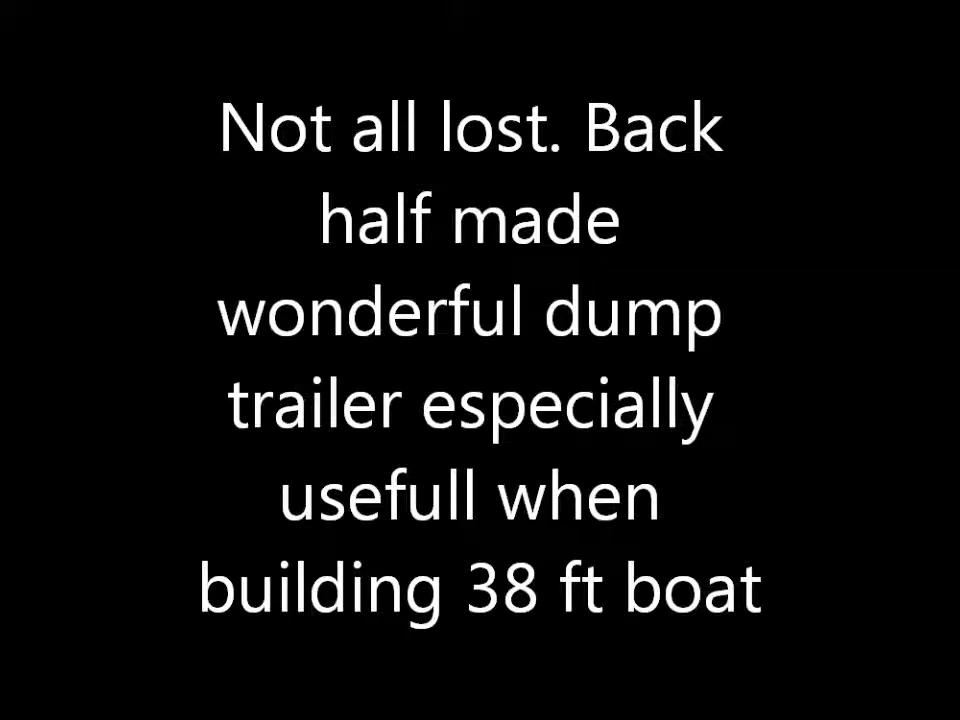 Not all lost. Back
half made
wonderful dump
trailer especially
usefull when
building 38 ft boat